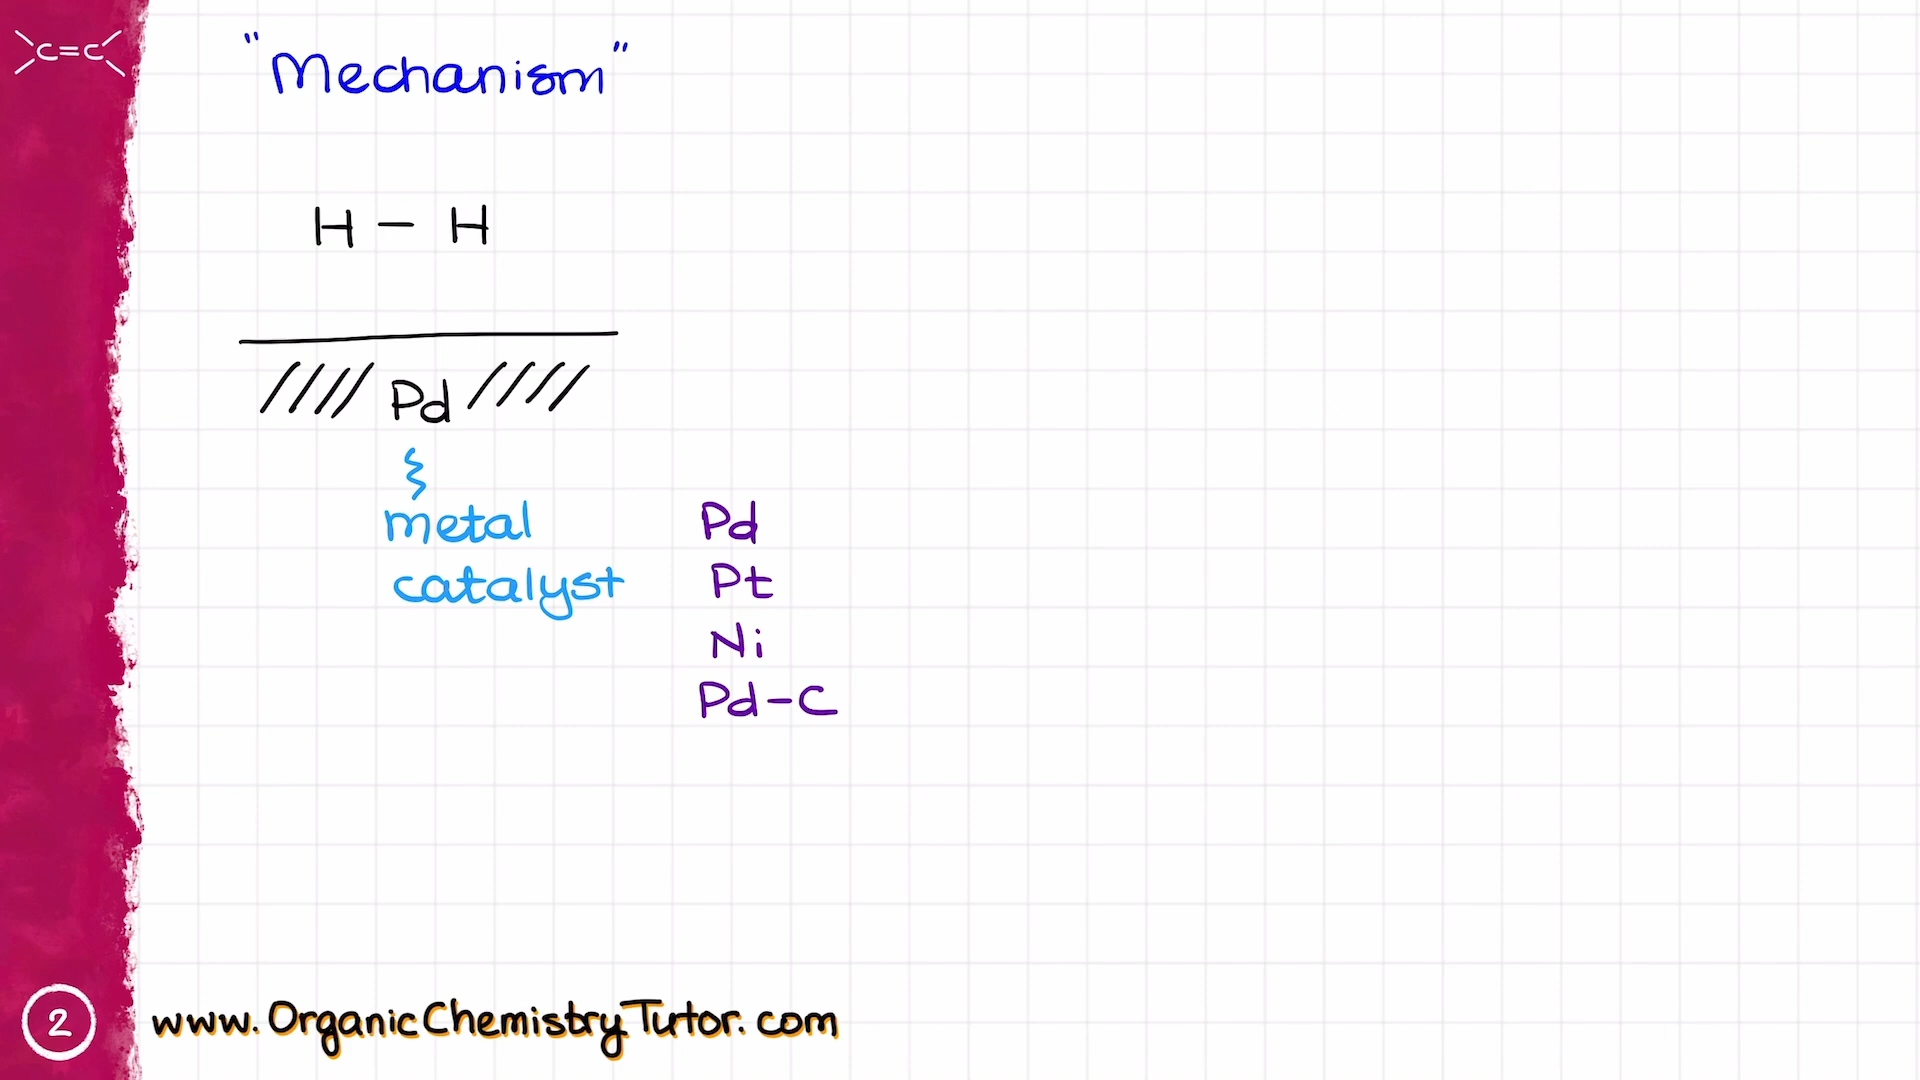 C=C
"Mechanism"
H - H
Pd
metal
catalyst
Pd
Pt
Ni
Pd-C
2
www.OrganicChemistryTutor.com